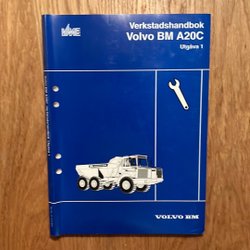 VME
Verkstadshandbok
Volvo BM A20C
Utgåva 1
VOLVO BM